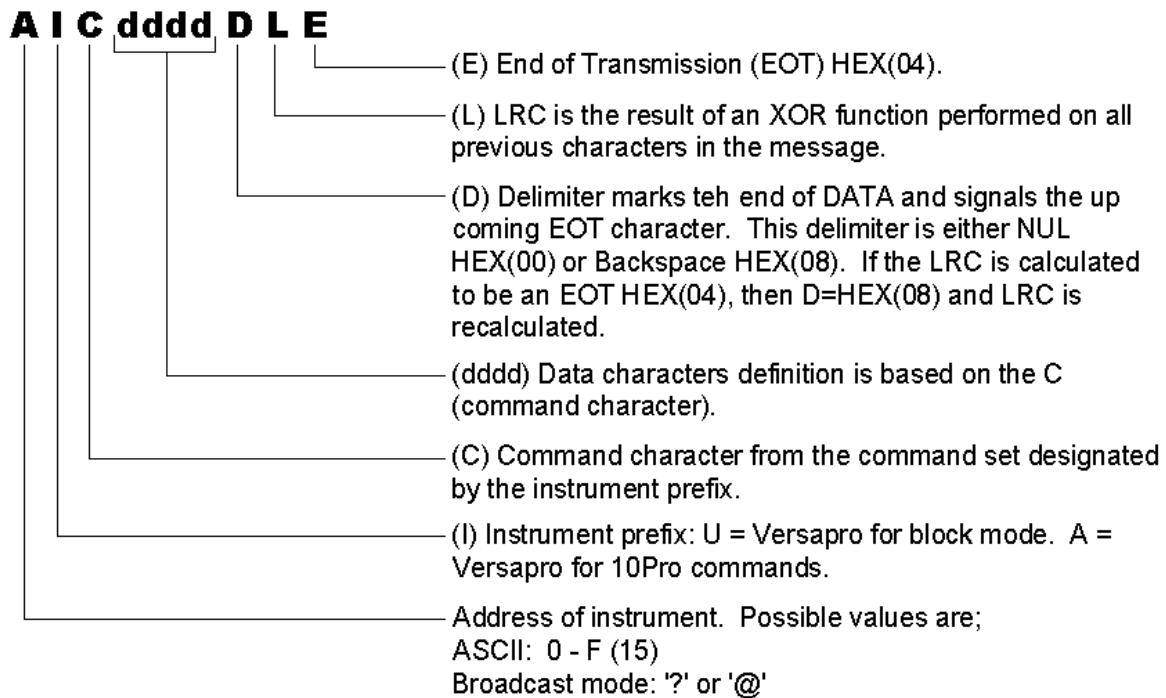 A I C dddd D L E
(E) End of Transmission (EOT) HEX(04).
(L) LRC is the result of an XOR function performed on all
previous characters in the message.
(D) Delimiter marks teh end of DATA and signals the up
coming EOT character.  This delimiter is either NUL
HEX(00) or Backspace HEX(08).  If the LRC is calculated
to be an EOT HEX(04), then D=HEX(08) and LRC is
recalculated.
(dddd) Data characters definition is based on the C
(command character).
(C) Command character from the command set designated
by the instrument prefix.
(I) Instrument prefix: U = Versapro for block mode.  A =
Versapro for 10Pro commands.
Address of instrument.  Possible values are;
ASCII:  0 - F (15)
Broadcast mode: '?' or '@'